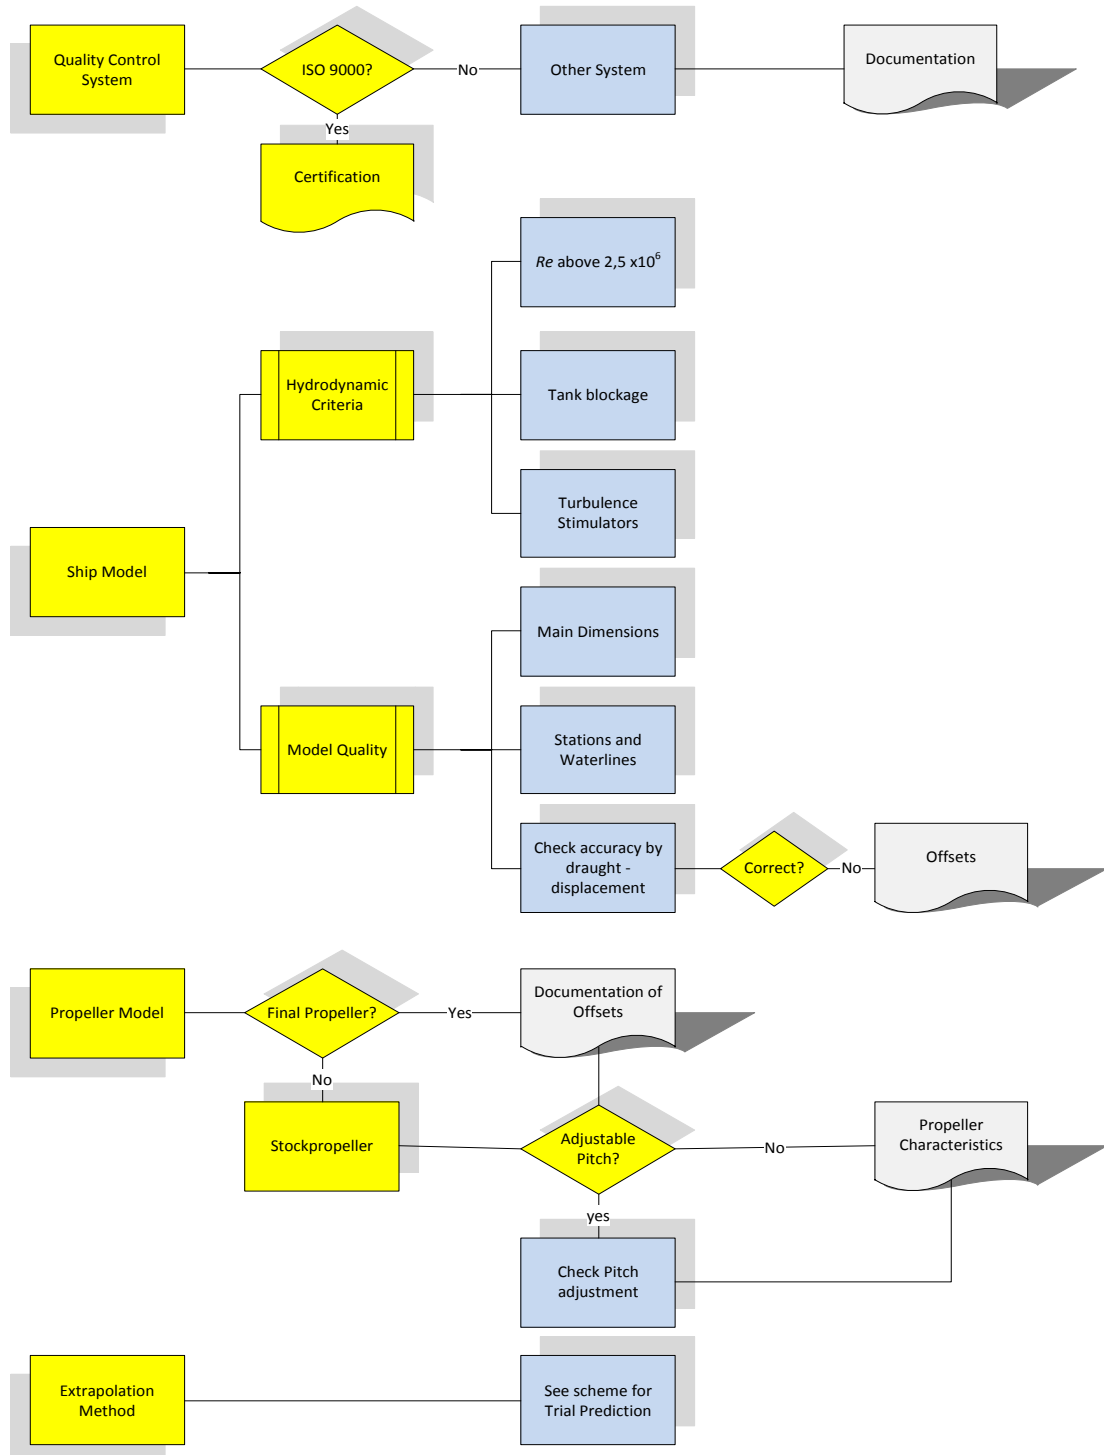 Quality Control
System
ISO 9000?
No
Other System
Documentation
Yes
Certification
Re above 2,5 x10⁶
Hydrodynamic
Criteria
Tank blockage
Turbulence
Stimulators
Ship Model
Main Dimensions
Model Quality
Stations and
Waterlines
Check accuracy by
draught -
displacement
Correct?
No
Offsets
Propeller Model
Final Propeller?
Yes
Documentation of
Offsets
No
Stockpropeller
Adjustable
Pitch?
No
Propeller
Characteristics
yes
Check Pitch
adjustment
Extrapolation
Method
See scheme for
Trial Prediction